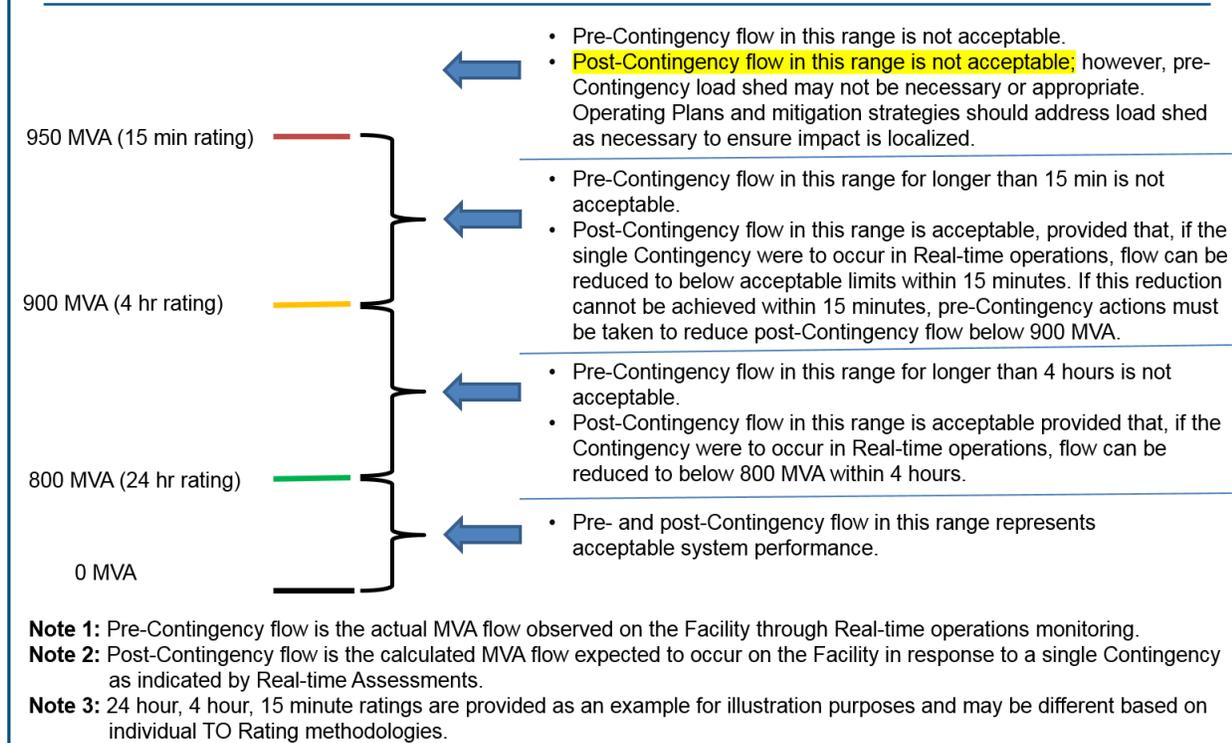 • Pre-Contingency flow in this range is not acceptable.
• Post-Contingency flow in this range is not acceptable; however, pre-
Contingency load shed may not be necessary or appropriate.
Operating Plans and mitigation strategies should address load shed
as necessary to ensure impact is localized.
950 MVA (15 min rating)
• Pre-Contingency flow in this range for longer than 15 min is not
acceptable.
• Post-Contingency flow in this range is acceptable, provided that, if the
single Contingency were to occur in Real-time operations, flow can be
reduced to below acceptable limits within 15 minutes. If this reduction
cannot be achieved within 15 minutes, pre-Contingency actions must
be taken to reduce post-Contingency flow below 900 MVA.
900 MVA (4 hr rating)
• Pre-Contingency flow in this range for longer than 4 hours is not
acceptable.
• Post-Contingency flow in this range is acceptable provided that, if the
Contingency were to occur in Real-time operations, flow can be
reduced to below 800 MVA within 4 hours.
800 MVA (24 hr rating)
• Pre- and post-Contingency flow in this range represents
acceptable system performance.
0 MVA
Note 1: Pre-Contingency flow is the actual MVA flow observed on the Facility through Real-time operations monitoring.
Note 2: Post-Contingency flow is the calculated MVA flow expected to occur on the Facility in response to a single Contingency
as indicated by Real-time Assessments.
Note 3: 24 hour, 4 hour, 15 minute ratings are provided as an example for illustration purposes and may be different based on
individual TO Rating methodologies.